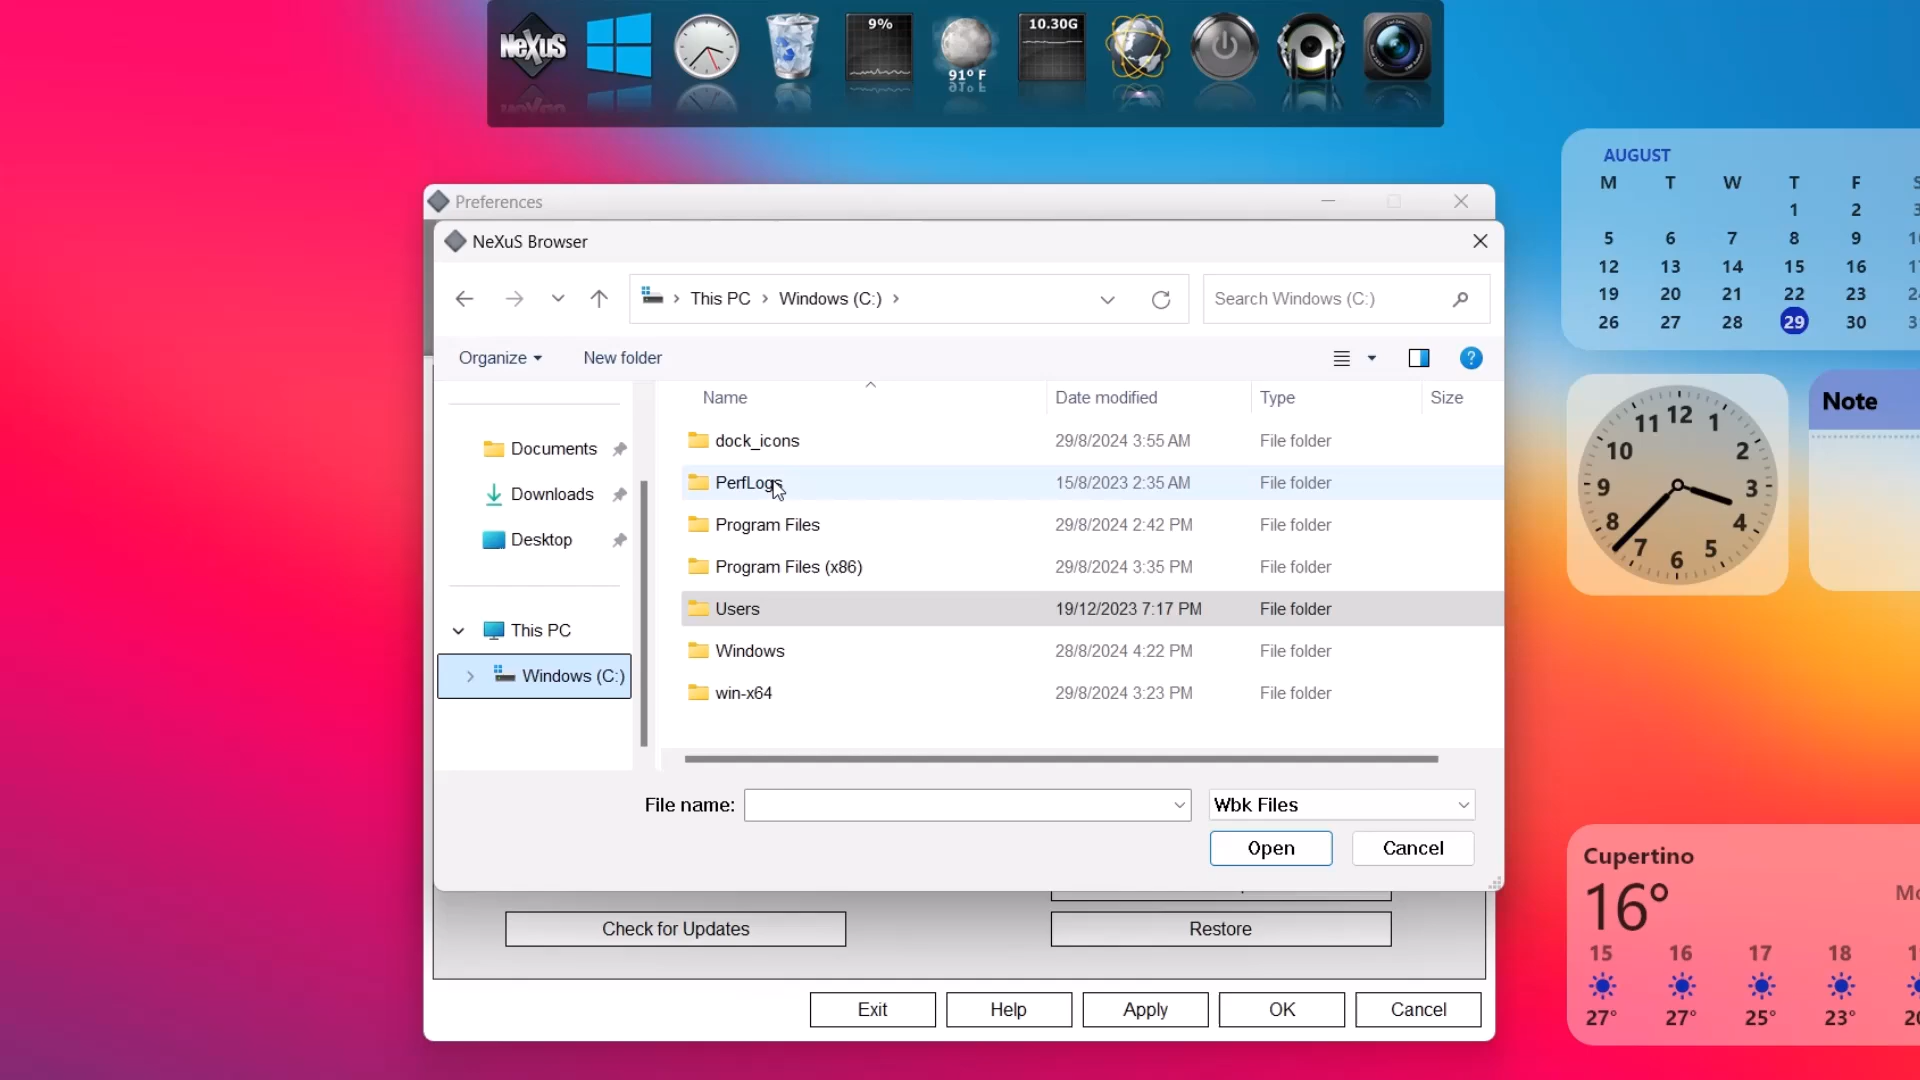 NeXuS
9%
91° F
10.30G
AUGUST
M T W T F S
1 2 3
5 6 7 8 9
12 13 14 15 16
19 20 21 22 23
26 27 28 29 30
Preferences
NeXuS Browser
This PC > Windows (C:) >
Search Windows (C:)
Organize
New folder
Name
Date modified
Type
Size
dock_icons 29/8/2024 3:55 AM File folder
PerfLogs 15/8/2023 2:35 AM File folder
Program Files 29/8/2024 2:42 PM File folder
Program Files (x86) 29/8/2024 3:35 PM File folder
Users 19/12/2023 7:17 PM File folder
Windows 28/8/2024 4:22 PM File folder
win-x64 29/8/2024 3:23 PM File folder
Documents
Downloads
Desktop
This PC
Windows (C:)
File name:
Wbk Files
Open
Cancel
Check for Updates
Restore
Exit
Help
Apply
OK
Cancel
12 1 2 3 4 5 6 7 8 9 10 11
Note
Cupertino
16°
15 16 17 18
27° 27° 25° 23°